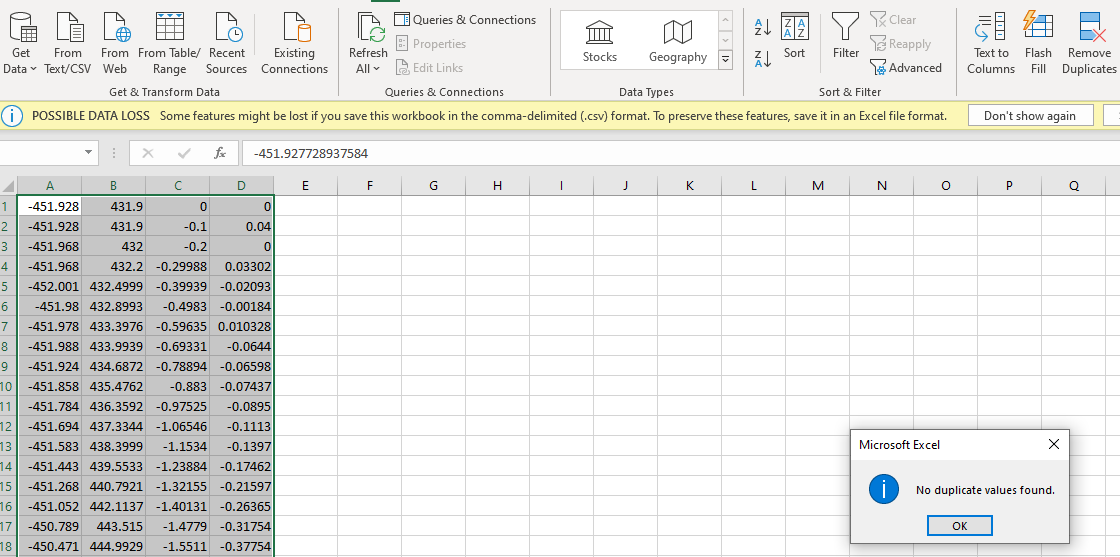 Get Data
From Text/CSV
From Web
From Table/ Range
Recent Sources
Existing Connections
Get & Transform Data
Refresh All
Queries & Connections
Properties
Edit Links
Queries & Connections
Stocks
Geography
Data Types
Sort
Filter
Clear
Reapply
Advanced
Sort & Filter
Text to Columns
Flash Fill
Remove Duplicates
POSSIBLE DATA LOSS Some features might be lost if you save this workbook in the comma-delimited (.csv) format. To preserve these features, save it in an Excel file format. Don't show again
fx -451.927728937584
A B C D E F G H I J K L M N O P Q
1 -451.928 431.9 0 0
2 -451.928 431.9 -0.1 0.04
3 -451.968 432 -0.2 0
4 -451.968 432.2 -0.29988 0.03302
5 -452.001 432.4999 -0.39939 -0.02093
6 -451.98 432.8993 -0.4983 -0.00184
7 -451.978 433.3976 -0.59635 0.010328
8 -451.988 433.9939 -0.69331 -0.0644
9 -451.924 434.6872 -0.78894 -0.06598
10 -451.858 435.4762 -0.883 -0.07437
11 -451.784 436.3592 -0.97525 -0.0895
12 -451.694 437.3344 -1.06546 -0.1113
13 -451.583 438.3999 -1.1534 -0.1397
14 -451.443 439.5533 -1.23884 -0.17462
15 -451.268 440.7921 -1.32155 -0.21597
16 -451.052 442.1137 -1.40131 -0.26365
17 -450.789 443.515 -1.4779 -0.31754
18 -450.471 444.9929 -1.5511 -0.37754
Microsoft Excel
No duplicate values found.
OK